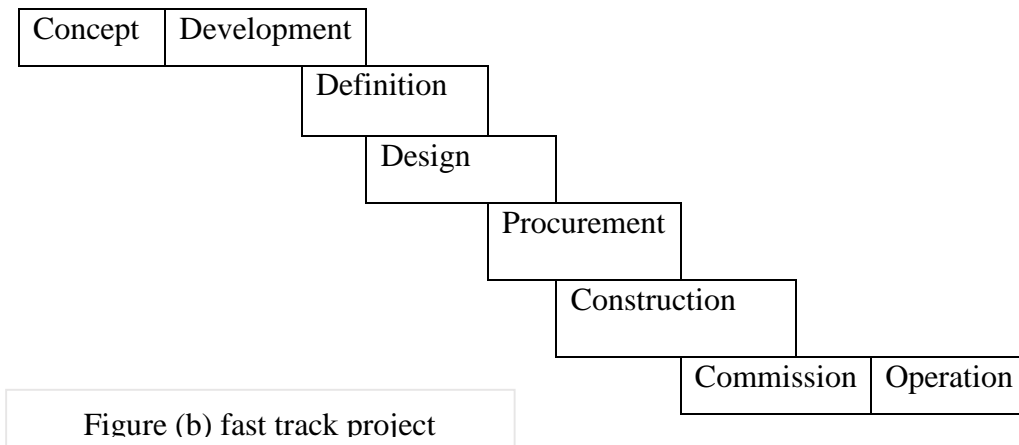 Concept Development
Definition
Design
Procurement
Construction
Commission Operation
Figure (b) fast track project